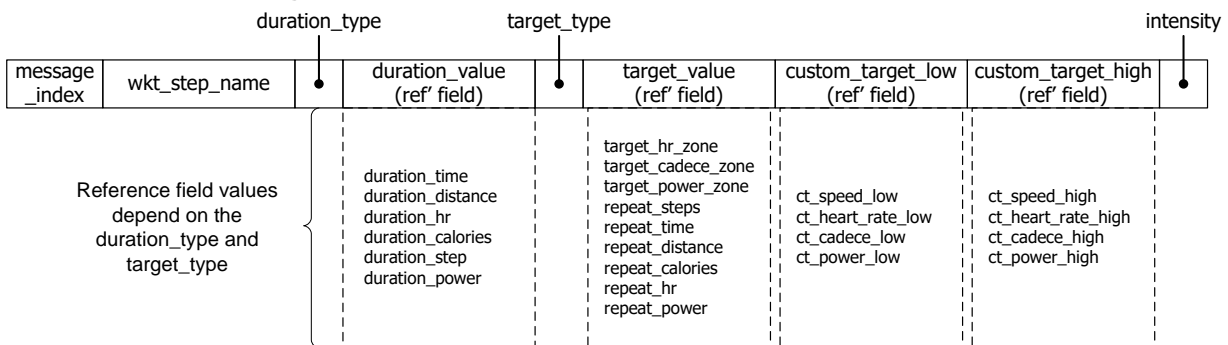 duration_type target_type intensity
message
_index
wkt_step_name
duration_value
(ref' field)
target_value
(ref' field)
custom_target_low
(ref' field)
custom_target_high
(ref' field)
Reference field values
depend on the
duration_type and
target_type
duration_time
duration_distance
duration_hr
duration_calories
duration_step
duration_power
target_hr_zone
target_cadece_zone
target_power_zone
repeat_steps
repeat_time
repeat_distance
repeat_calories
repeat_hr
repeat_power
ct_speed_low
ct_heart_rate_low
ct_cadece_low
ct_power_low
ct_speed_high
ct_heart_rate_high
ct_cadece_high
ct_power_high